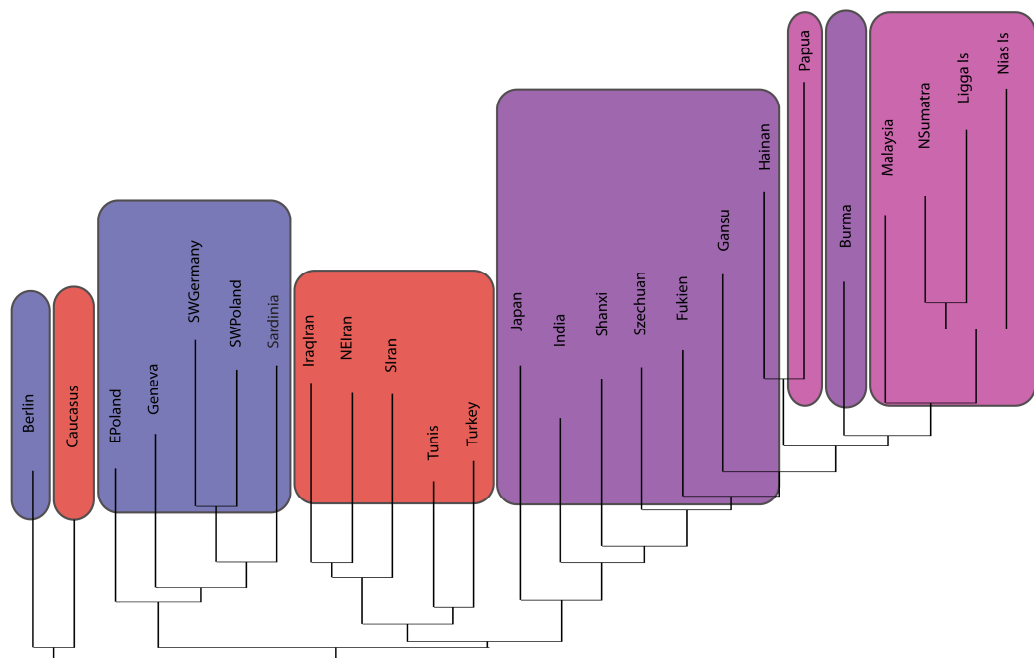 Berlin
Caucasus
EPoland
Geneva
SWGermany
SWPoland
Sardinia
IraqIran
NEIran
SIran
Tunis
Turkey
Japan
India
Shanxi
Szechuan
Fukien
Gansu
Hainan
Papua
Burma
Malaysia
NSumatra
Ligga Is
Nias Is